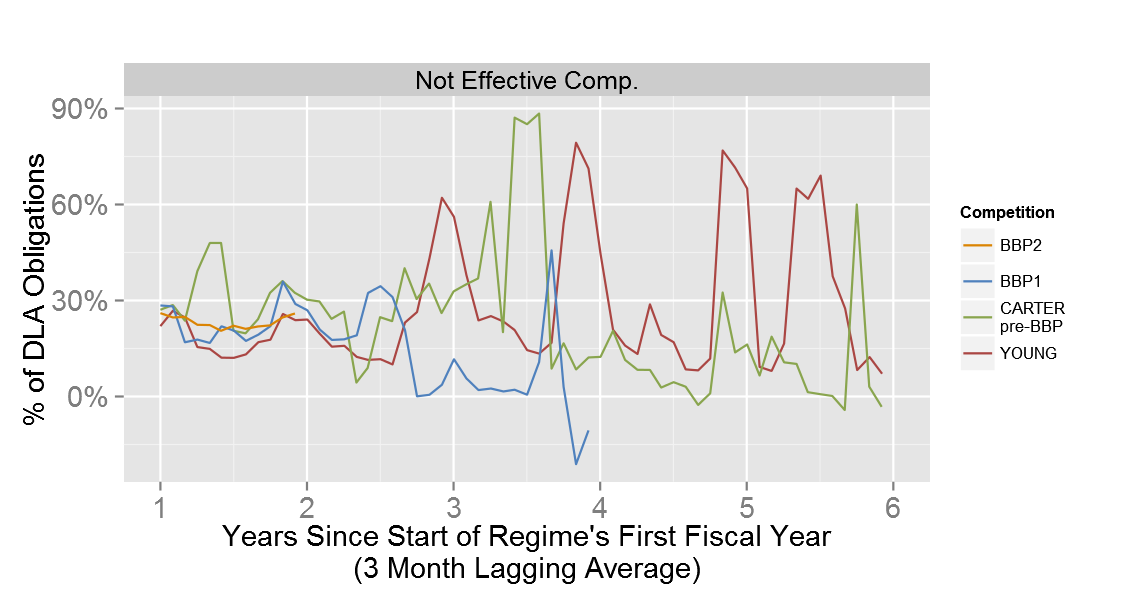 Not Effective Comp.
90%
60%
30%
0%
% of DLA Obligations
1 2 3 4 5 6
Years Since Start of Regime's First Fiscal Year
(3 Month Lagging Average)
Competition
BBP2
BBP1
CARTER
pre-BBP
YOUNG